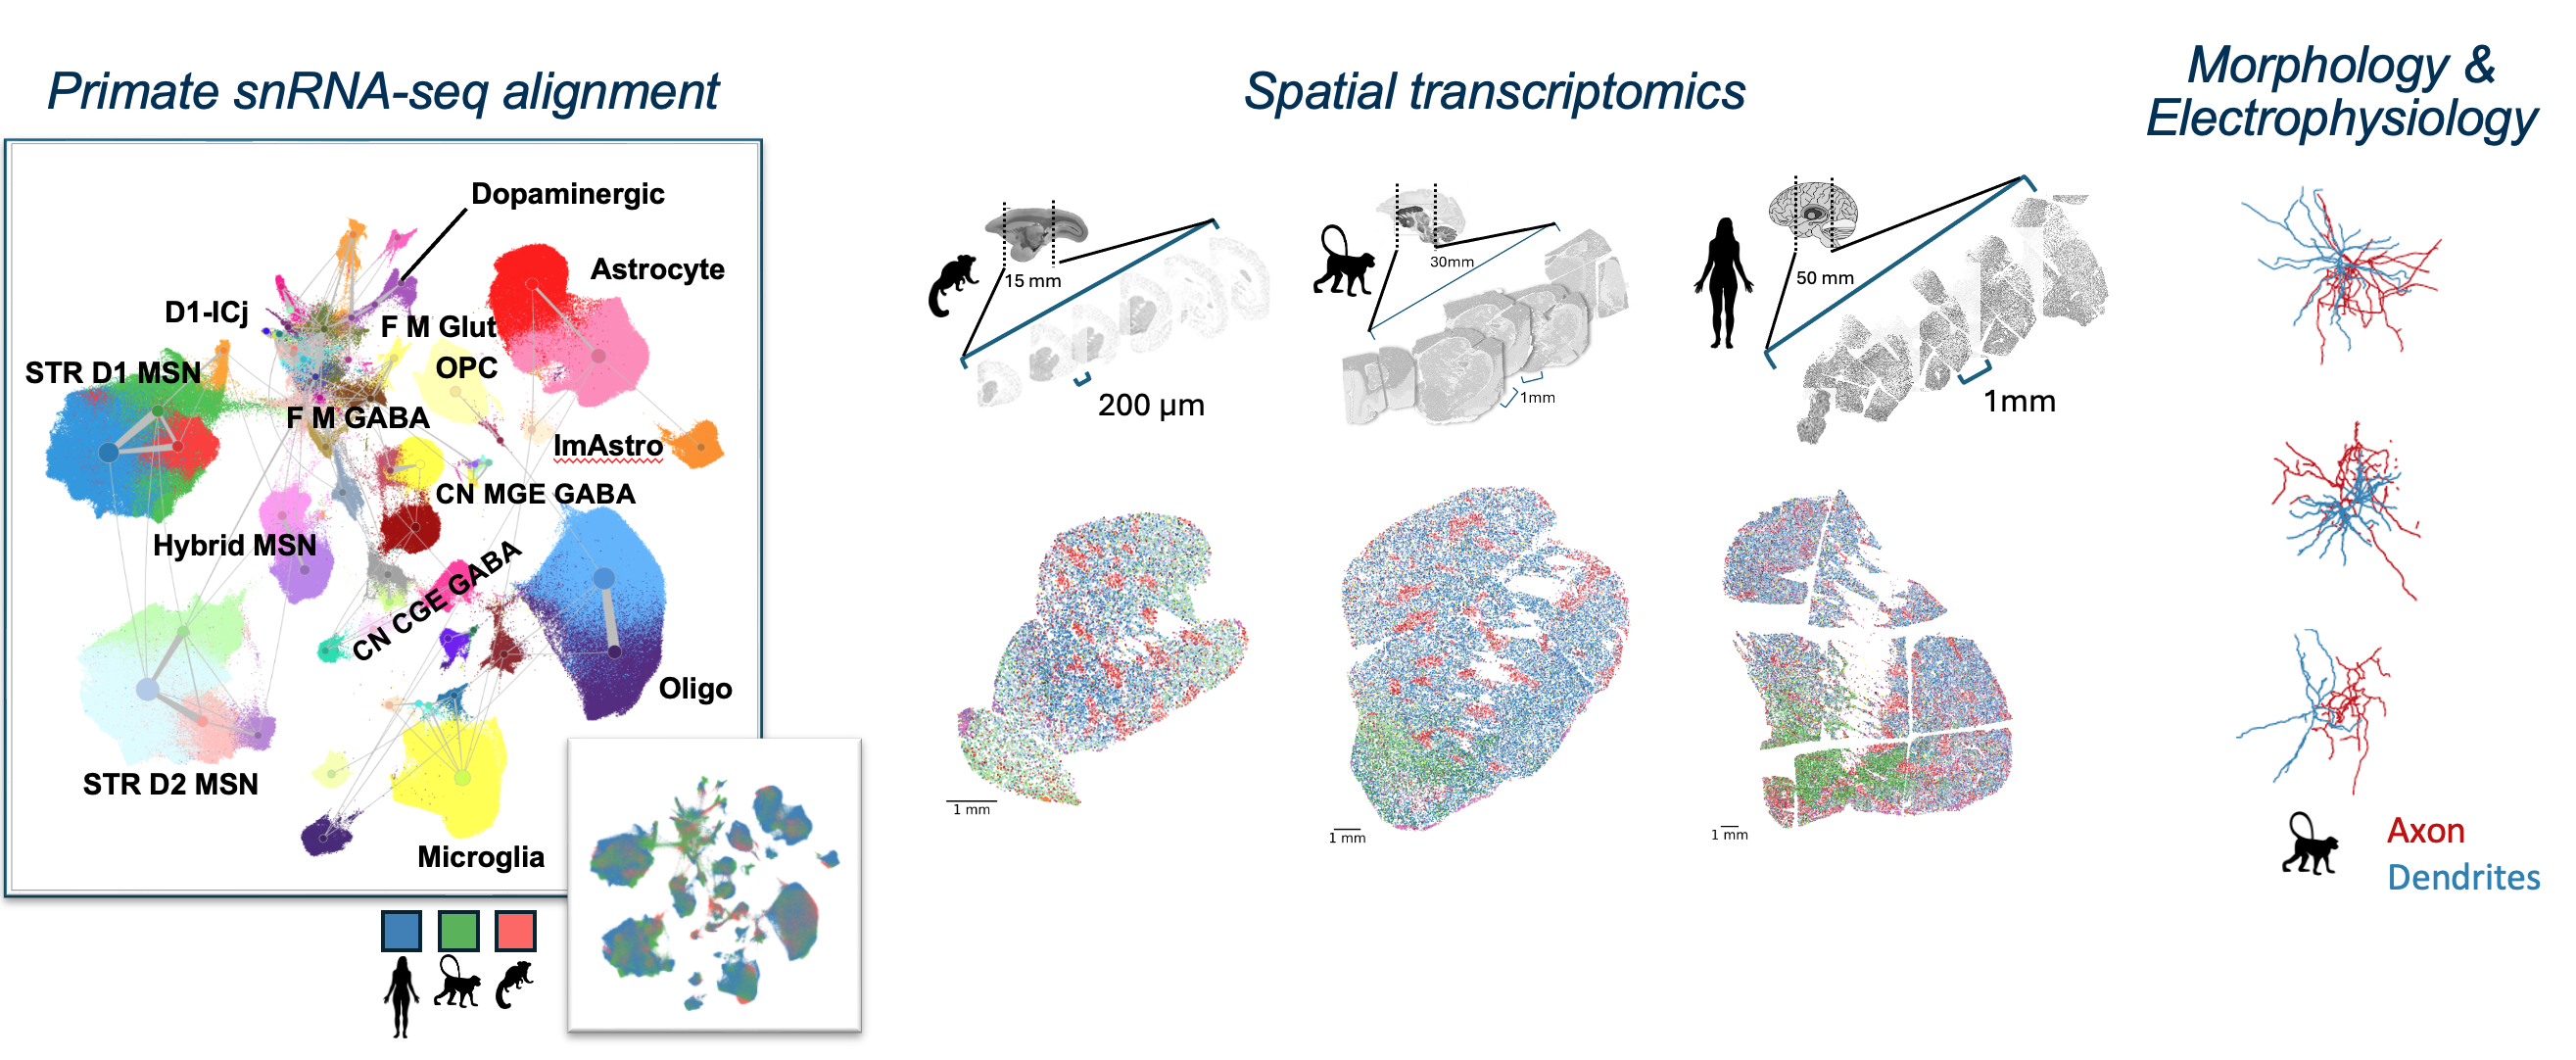 Primate snRNA-seq alignment
Dopaminergic
Astrocyte
D1-ICj
F M Glut
OPC
STR D1 MSN
F M GABA
ImAstro
CN MGE GABA
Hybrid MSN
CN CGE GABA
Oligo
STR D2 MSN
Microglia
Spatial transcriptomics
15 mm
200 µm
30mm
1mm
50 mm
1mm
1 mm
1 mm
1 mm
Morphology &
Electrophysiology
Axon
Dendrites